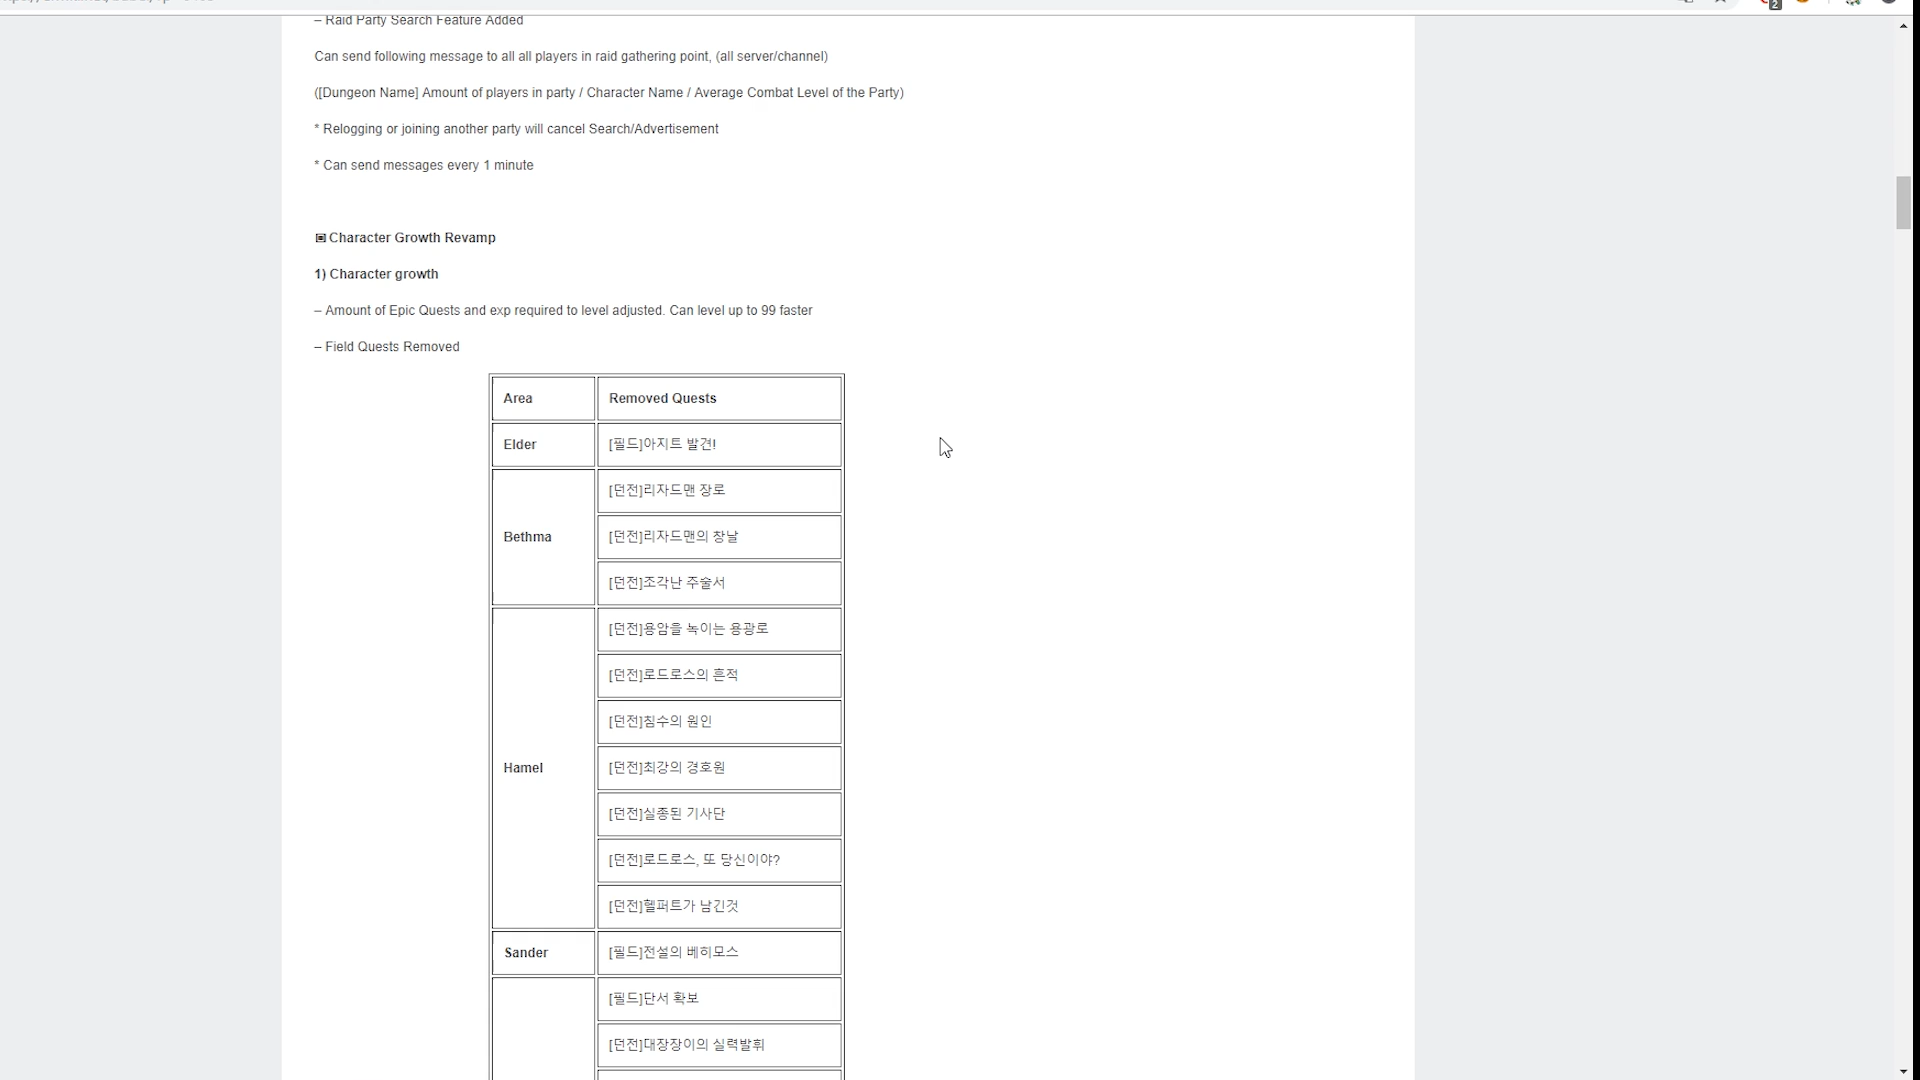 – Raid Party Search Feature Added
Can send following message to all all players in raid gathering point, (all server/channel)
([Dungeon Name] Amount of players in party / Character Name / Average Combat Level of the Party)
* Relogging or joining another party will cancel Search/Advertisement
* Can send messages every 1 minute
▣ Character Growth Revamp
1) Character growth
– Amount of Epic Quests and exp required to level adjusted. Can level up to 99 faster
– Field Quests Removed
Area
Removed Quests
Elder
[필드]아지트 발견!
Bethma
[던전]리자드맨 장로
[던전]리자드맨의 창날
[던전]조각난 주술서
Hamel
[던전]용암을 녹이는 용광로
[던전]로드로스의 흔적
[던전]침수의 원인
[던전]최강의 경호원
[던전]실종된 기사단
[던전]로드로스, 또 당신이야?
[던전]헬퍼트가 남긴것
Sander
[필드]전설의 베히모스
[필드]단서 확보
[던전]대장장이의 실력발휘
2